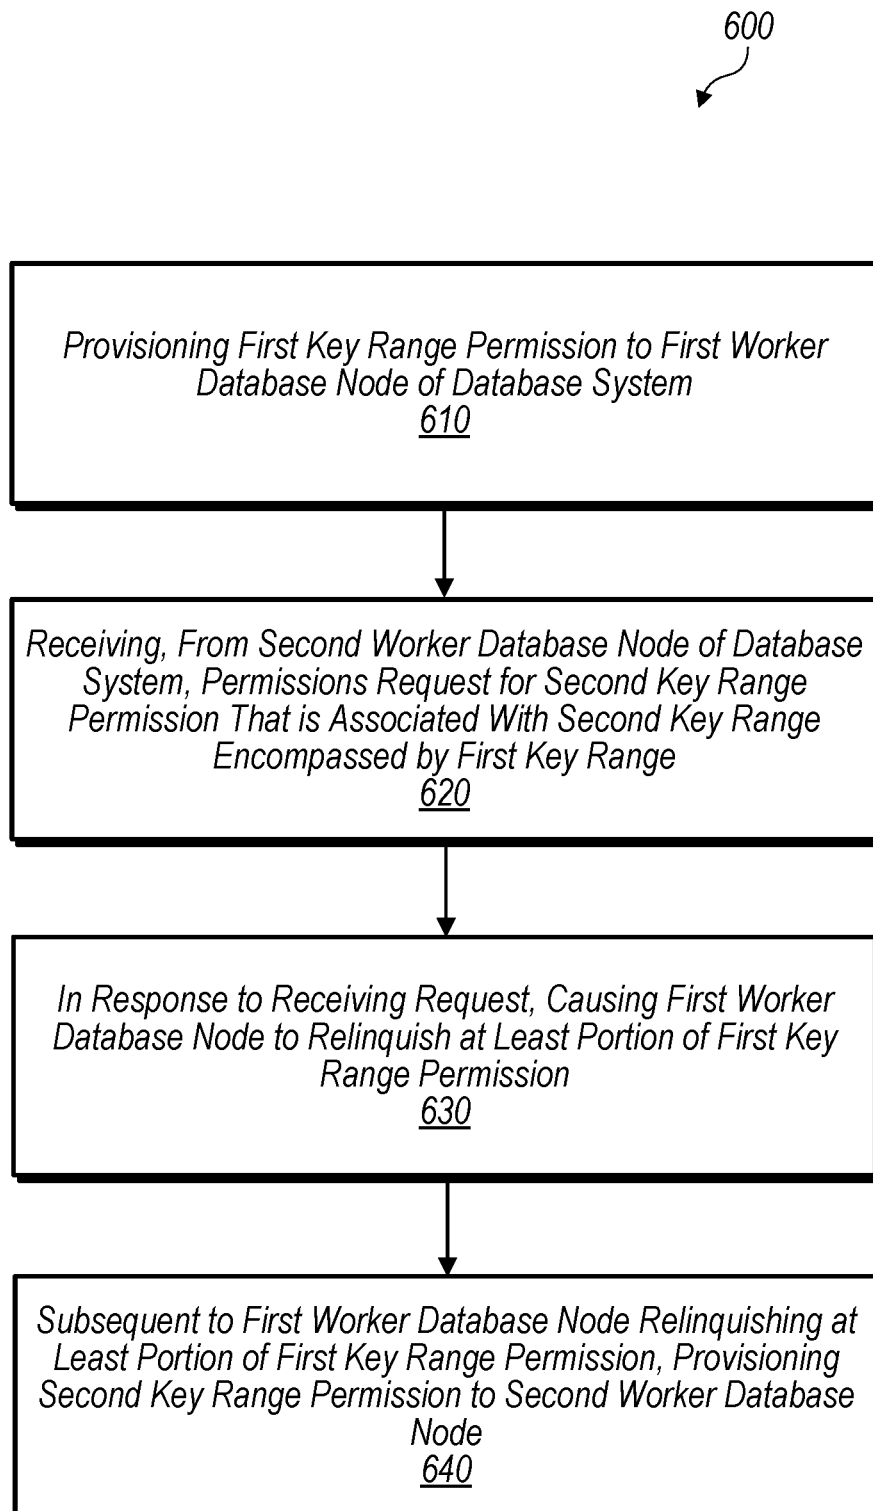 600
Provisioning First Key Range Permission to First Worker
Database Node of Database System
610
Receiving, From Second Worker Database Node of Database
System, Permissions Request for Second Key Range
Permission That is Associated With Second Key Range
Encompassed by First Key Range
620
In Response to Receiving Request, Causing First Worker
Database Node to Relinquish at Least Portion of First Key
Range Permission
630
Subsequent to First Worker Database Node Relinquishing at
Least Portion of First Key Range Permission, Provisioning
Second Key Range Permission to Second Worker Database
Node
640